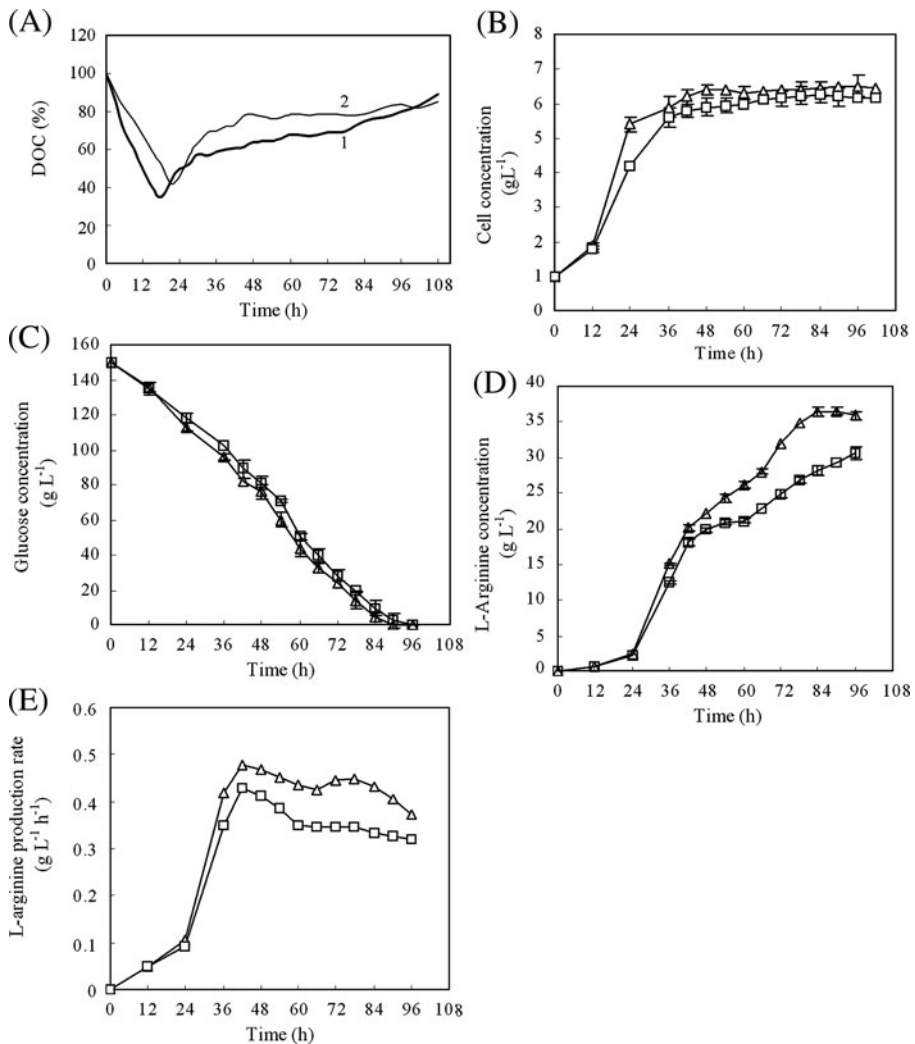 (A)
120
100
80
60
40
20
0
DOC (%)
2
1
0 12 24 36 48 60 72 84 96 108
Time (h)
(B)
8
7
6
5
4
3
2
1
0
Cell concentration
(gL-1)
0 12 24 36 48 60 72 84 96 108
Time (h)
(C)
160
140
120
100
80
60
40
20
0
Glucose concentration
(g L-1)
0 12 24 36 48 60 72 84 96 108
Time (h)
(D)
40
35
30
25
20
15
10
5
0
L-Arginine concentration
(g L-1)
0 12 24 36 48 60 72 84 96 108
Time (h)
(E)
0.6
0.5
0.4
0.3
0.2
0.1
0
L-arginine production rate
(g L-1 h-1)
0 12 24 36 48 60 72 84 96 108
Time (h)